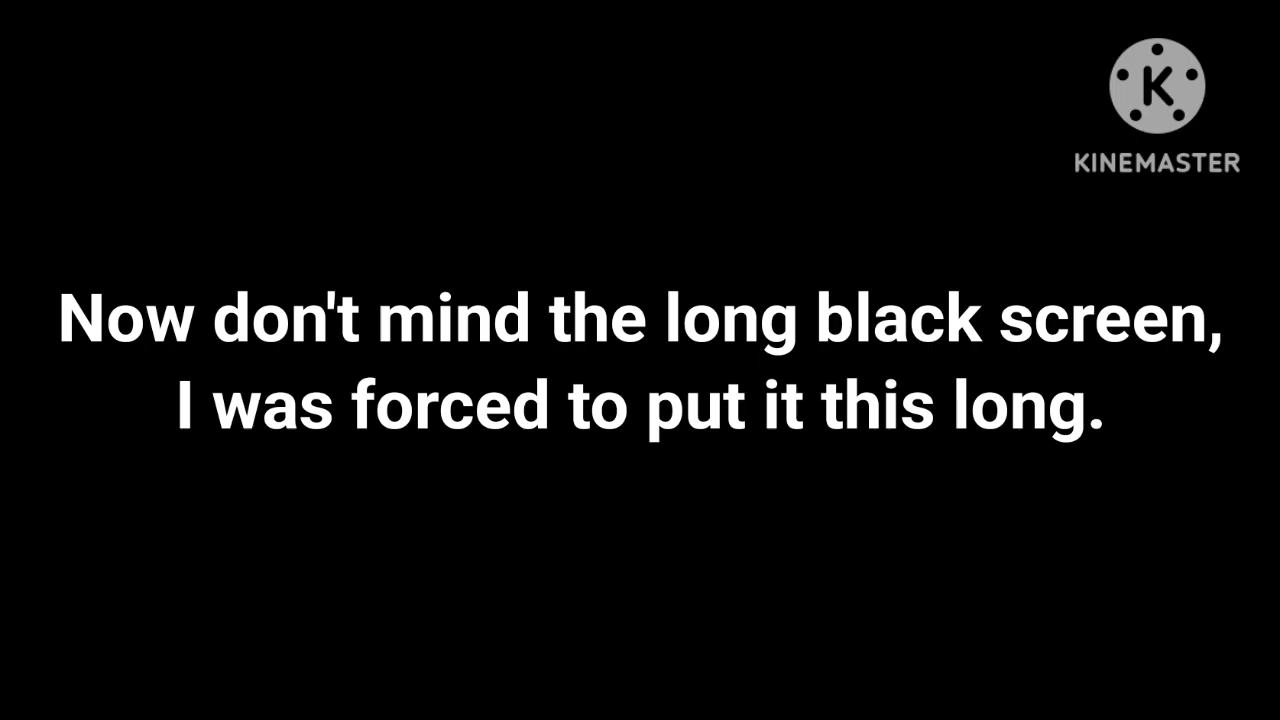 K
KINEMASTER
Now don't mind the long black screen,
I was forced to put it this long.